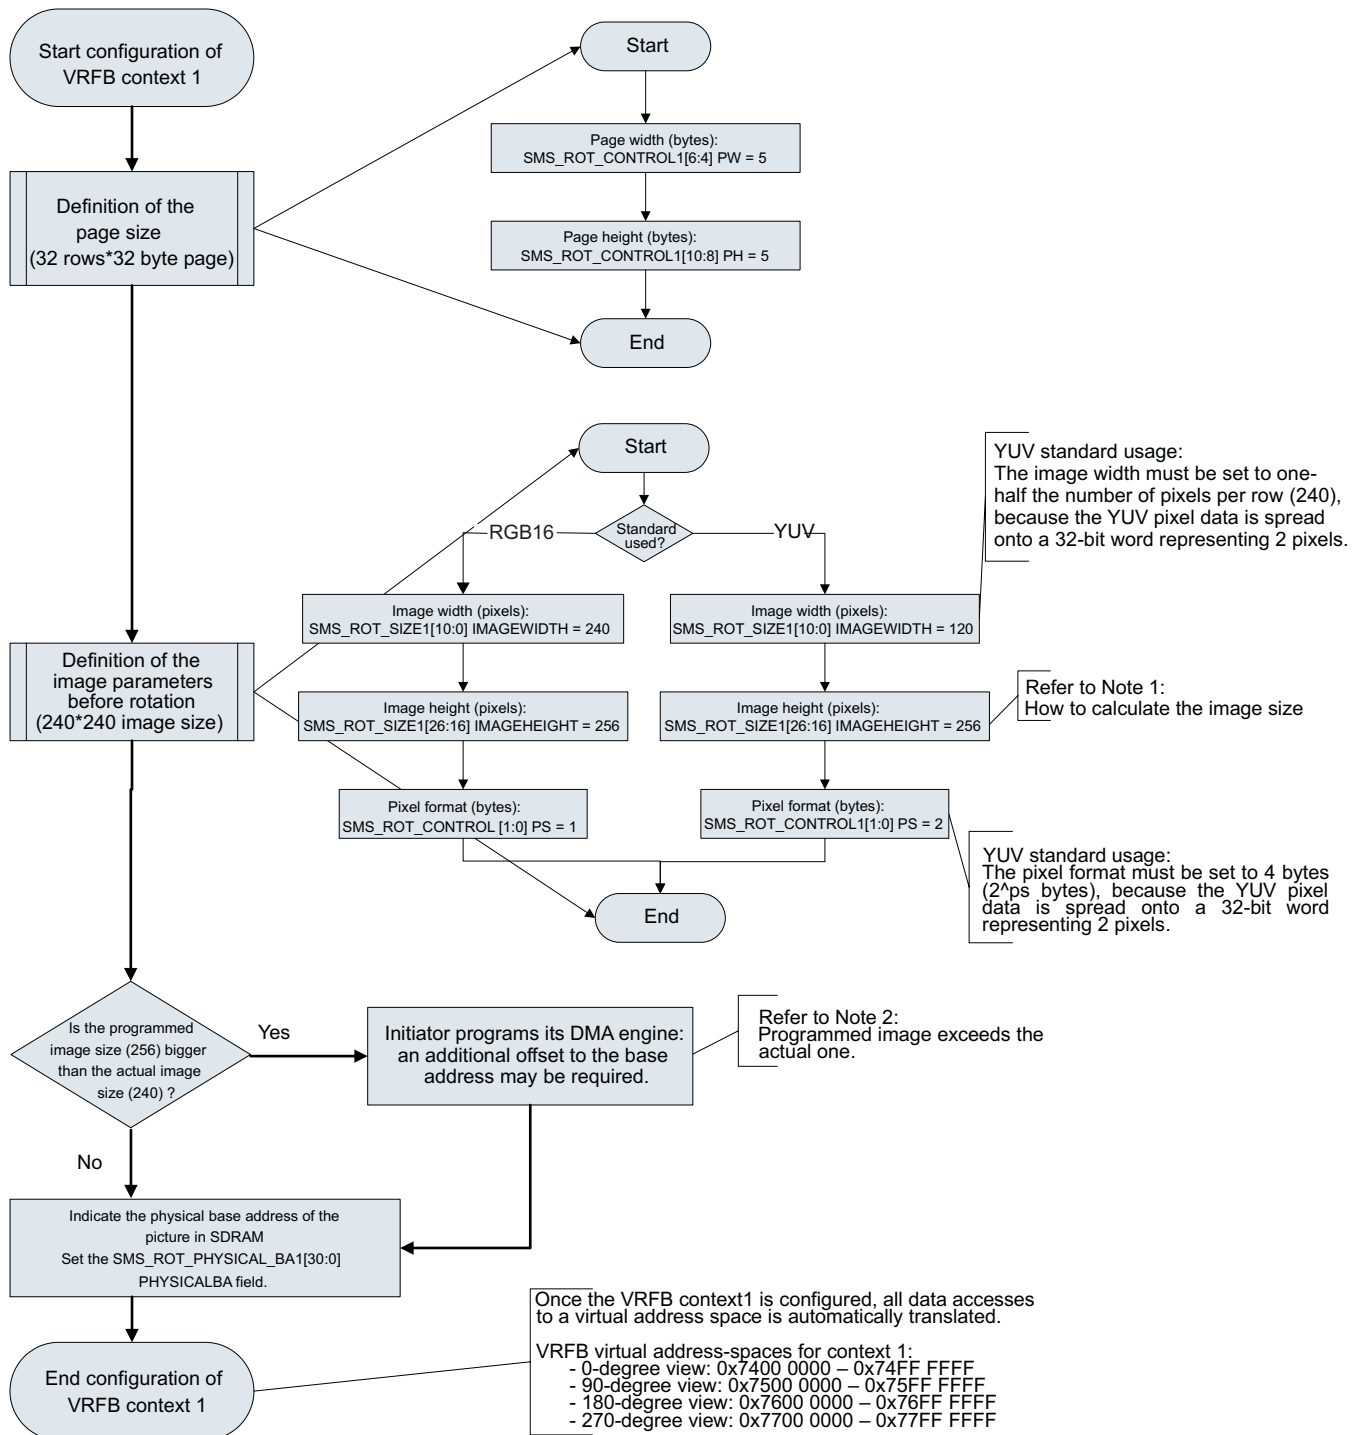 Start configuration of
VRFB context 1
Start
Page width (bytes):
SMS_ROT_CONTROL1[6:4] PW = 5
Definition of the
page size
(32 rows*32 byte page)
Page height (bytes):
SMS_ROT_CONTROL1[10:8] PH = 5
End
Start
YUV standard usage:
The image width must be set to one-
half the number of pixels per row (240),
because the YUV pixel data is spread
onto a 32-bit word representing 2 pixels.
RGB16
Standard
used?
YUV
Image width (pixels):
SMS_ROT_SIZE1[10:0] IMAGEWIDTH = 240
Image width (pixels):
SMS_ROT_SIZE1[10:0] IMAGEWIDTH = 120
Definition of the
image parameters
before rotation
(240*240 image size)
Image height (pixels):
SMS_ROT_SIZE1[26:16] IMAGEHEIGHT = 256
Image height (pixels):
SMS_ROT_SIZE1[26:16] IMAGEHEIGHT = 256
Refer to Note 1:
How to calculate the image size
Pixel format (bytes):
SMS_ROT_CONTROL [1:0] PS = 1
Pixel format (bytes):
SMS_ROT_CONTROL1[1:0] PS = 2
YUV standard usage:
The pixel format must be set to 4 bytes
(2^ps bytes), because the YUV pixel
data is spread onto a 32-bit word
representing 2 pixels.
End
Is the programmed
image size (256) bigger
than the actual image
size (240) ?
Yes
Initiator programs its DMA engine:
an additional offset to the base
address may be required.
Refer to Note 2:
Programmed image exceeds the
actual one.
No
Indicate the physical base address of the
picture in SDRAM
Set the SMS_ROT_PHYSICAL_BA1[30:0]
PHYSICALBA field.
Once the VRFB context1 is configured, all data accesses
to a virtual address space is automatically translated.
VRFB virtual address-spaces for context 1:
- 0-degree view: 0x7400 0000 – 0x74FF FFFF
- 90-degree view: 0x7500 0000 – 0x75FF FFFF
- 180-degree view: 0x7600 0000 – 0x76FF FFFF
- 270-degree view: 0x7700 0000 – 0x77FF FFFF
End configuration of
VRFB context 1